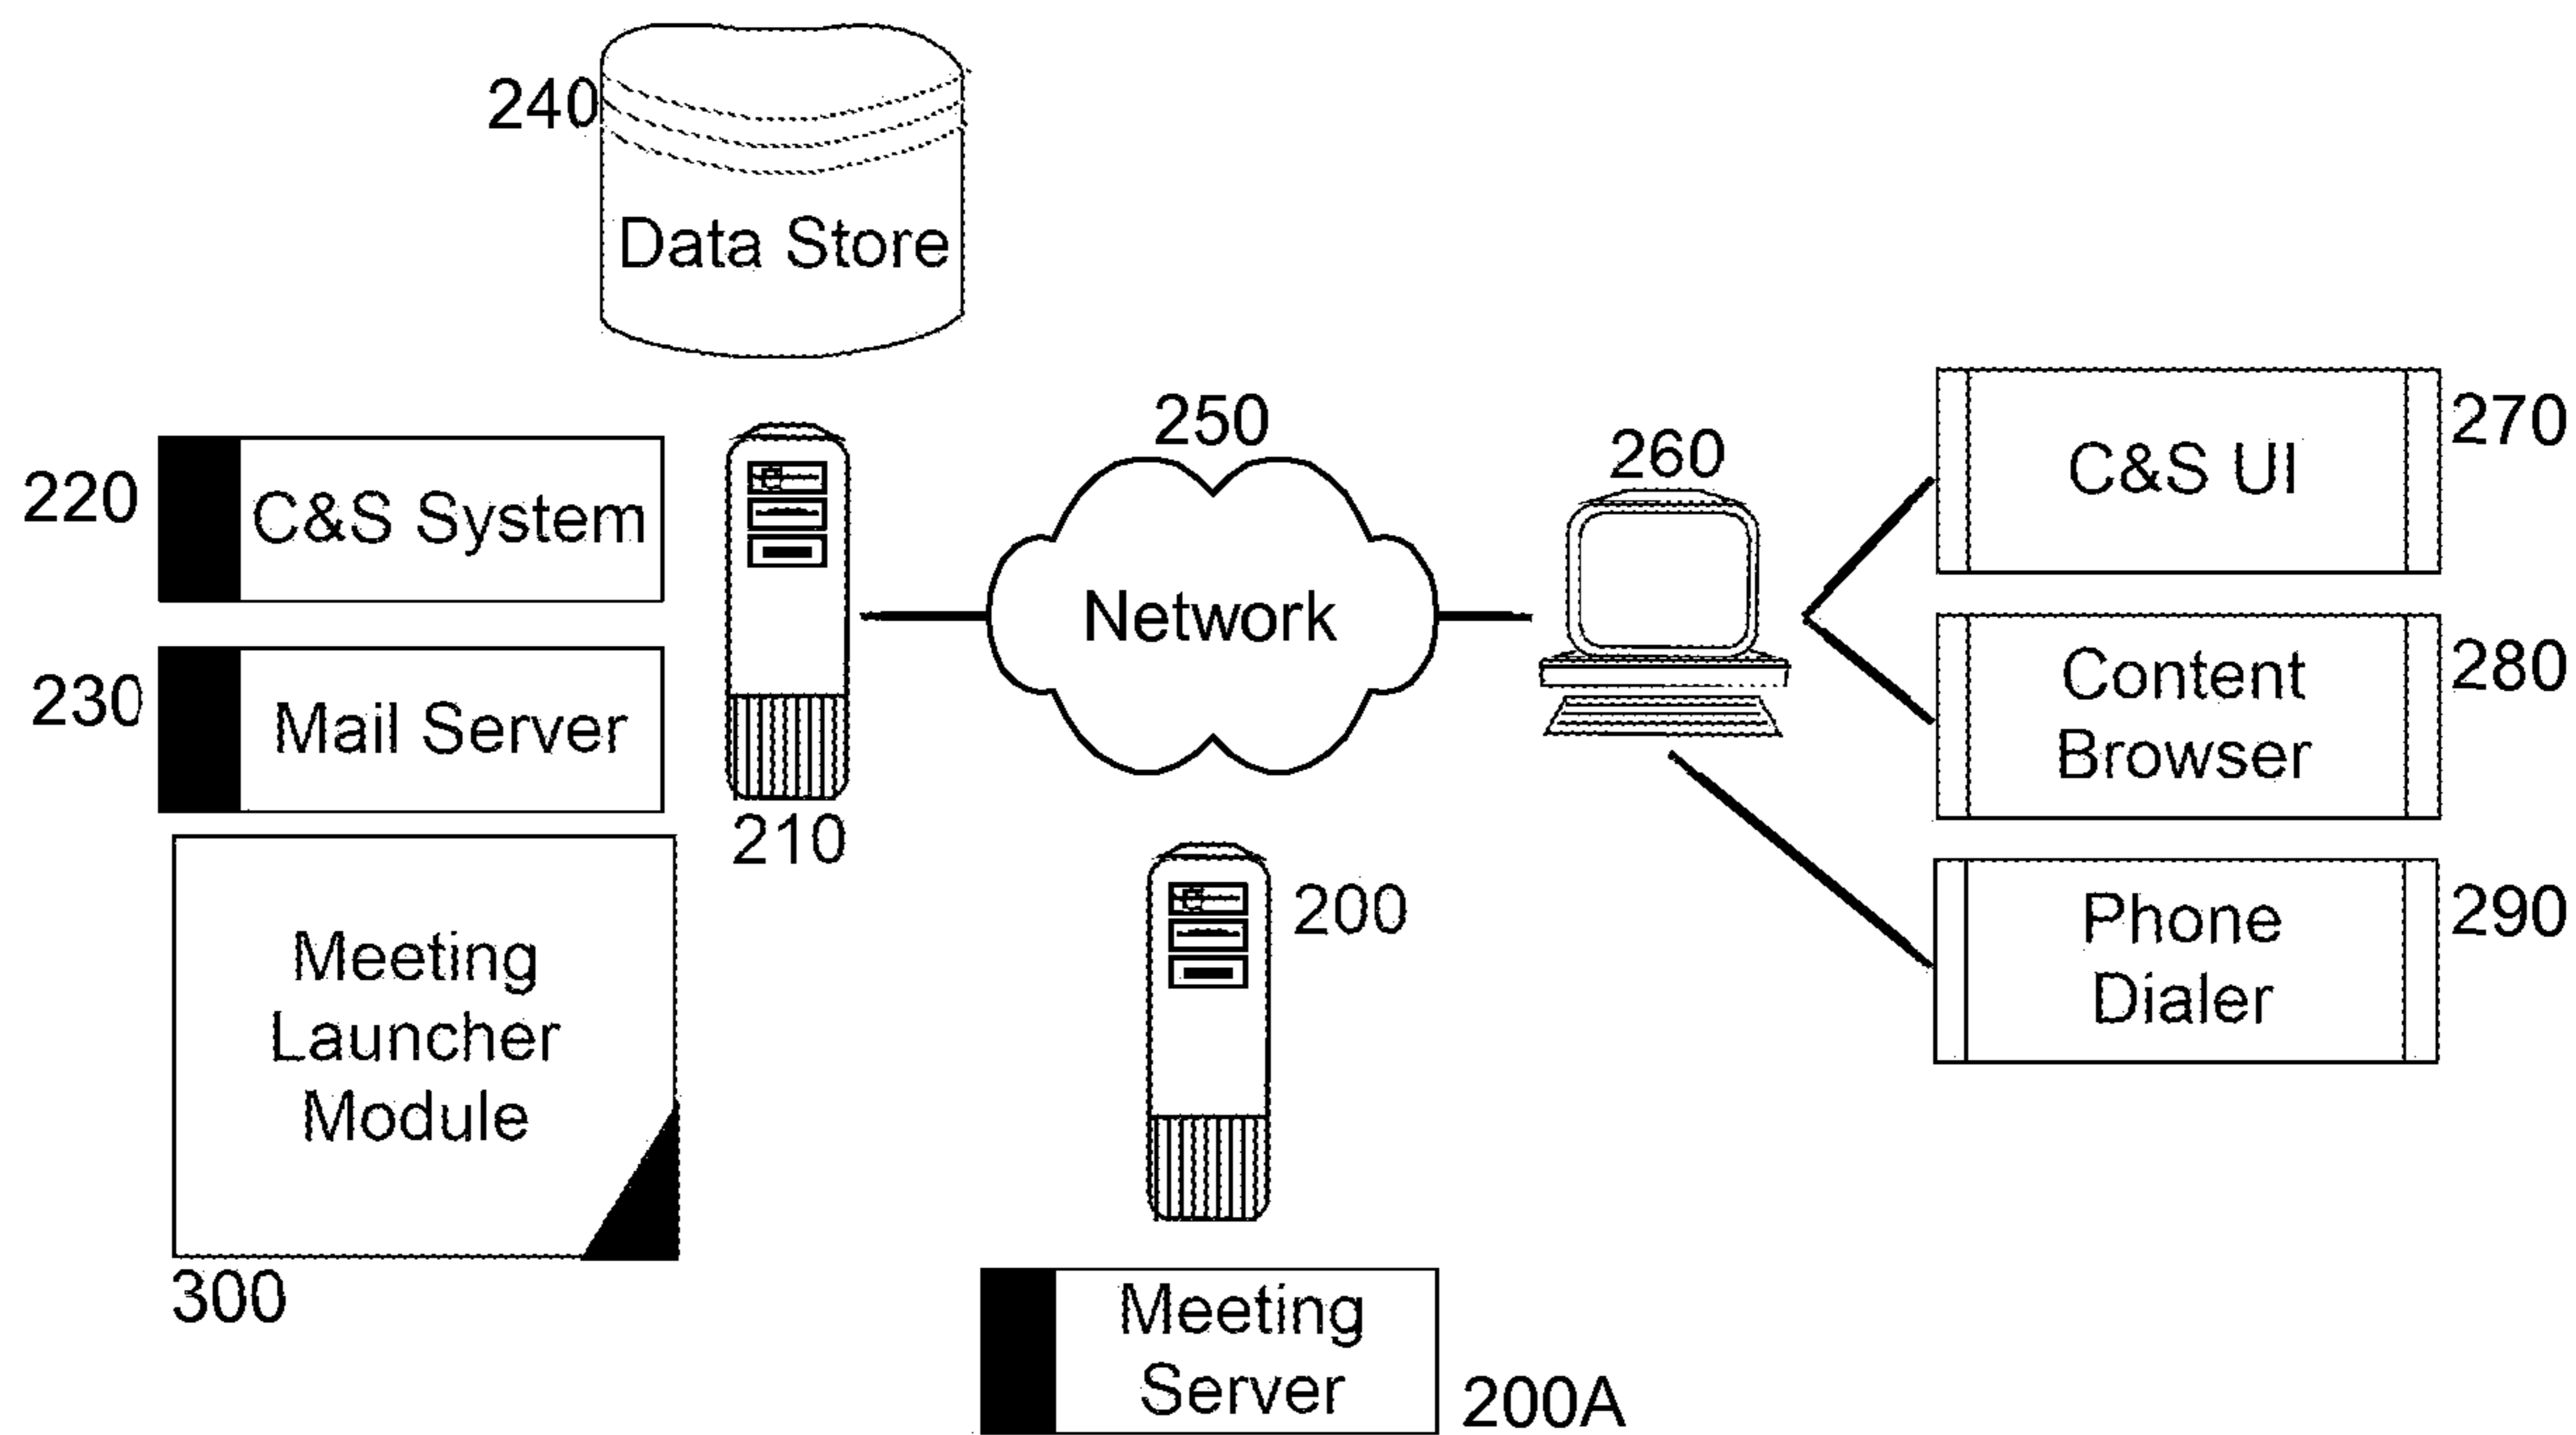 240
Data Store
220
C&S System
230
Mail Server
210
Meeting
Launcher
Module
300
250
Network
260
200
Meeting
Server
200A
C&S UI
270
Content
Browser
280
Phone
Dialer
290